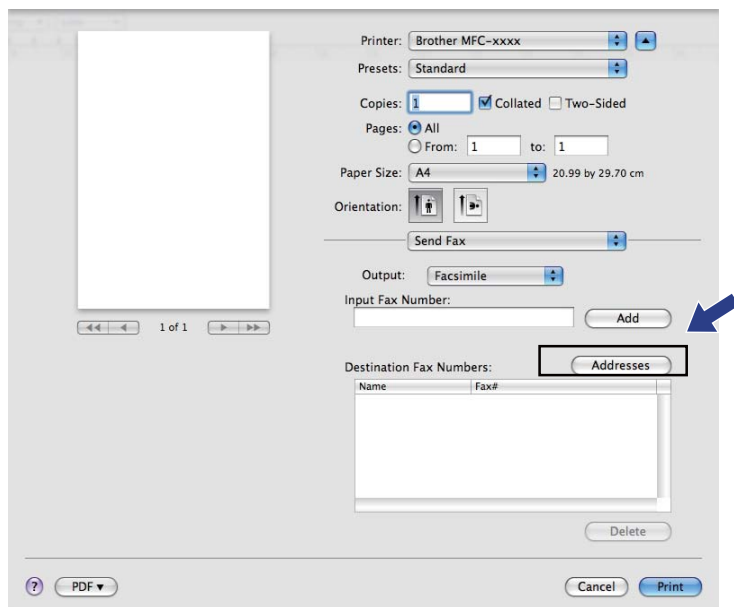 Printer: Brother MFC-xxxx
Presets: Standard
Copies: 1 Collated Two-Sided
Pages: All
From: 1 to: 1
Paper Size: A4 20.99 by 29.70 cm
Orientation:
Send Fax
Output: Facsimile
Input Fax Number:
Add
1 of 1
Destination Fax Numbers: Addresses
Name Fax#
Delete
? PDF▼ Cancel Print